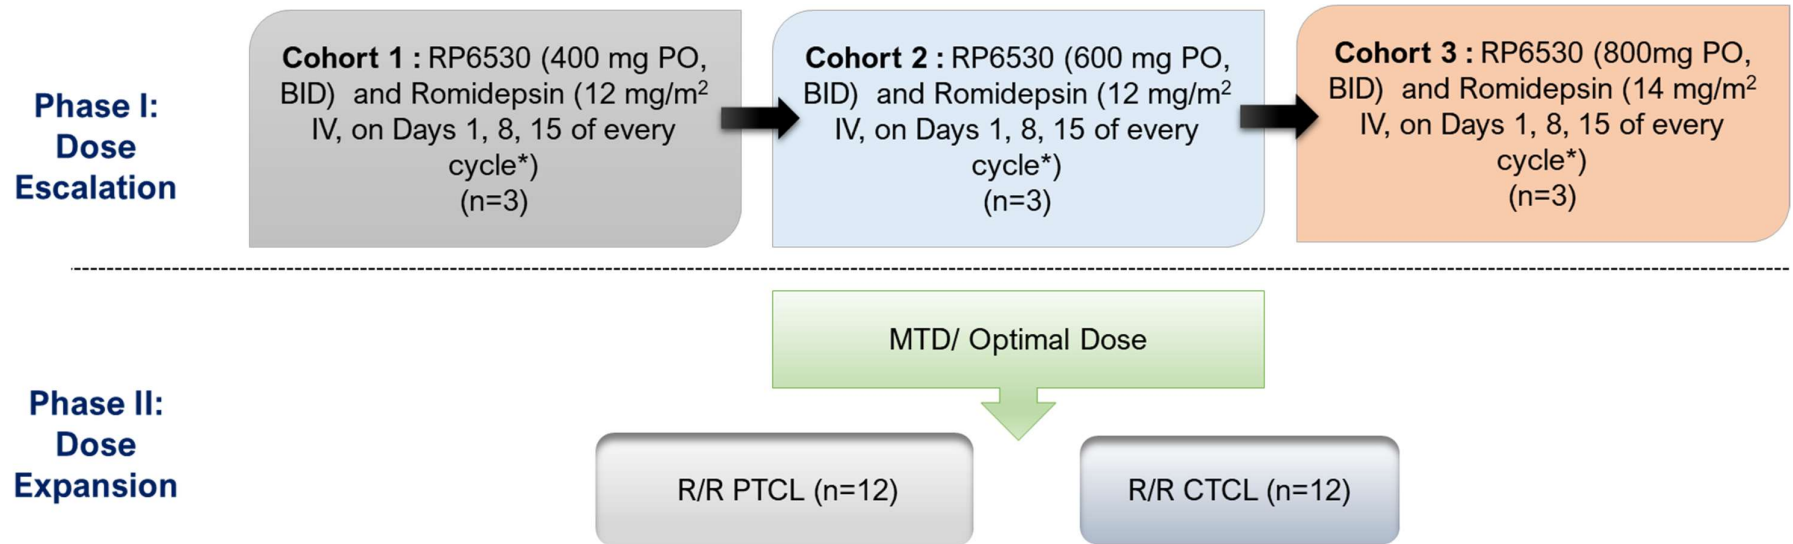 Phase I:
Dose
Escalation
Cohort 1 : RP6530 (400 mg PO,
BID)  and Romidepsin (12 mg/m²
IV, on Days 1, 8, 15 of every
cycle*)
(n=3)
Cohort 2 : RP6530 (600 mg PO,
BID)  and Romidepsin (12 mg/m²
IV, on Days 1, 8, 15 of every
cycle*)
(n=3)
Cohort 3 : RP6530 (800mg PO,
BID)  and Romidepsin (14 mg/m²
IV, on Days 1, 8, 15 of every
cycle*)
(n=3)
Phase II:
Dose
Expansion
MTD/ Optimal Dose
R/R PTCL (n=12)
R/R CTCL (n=12)